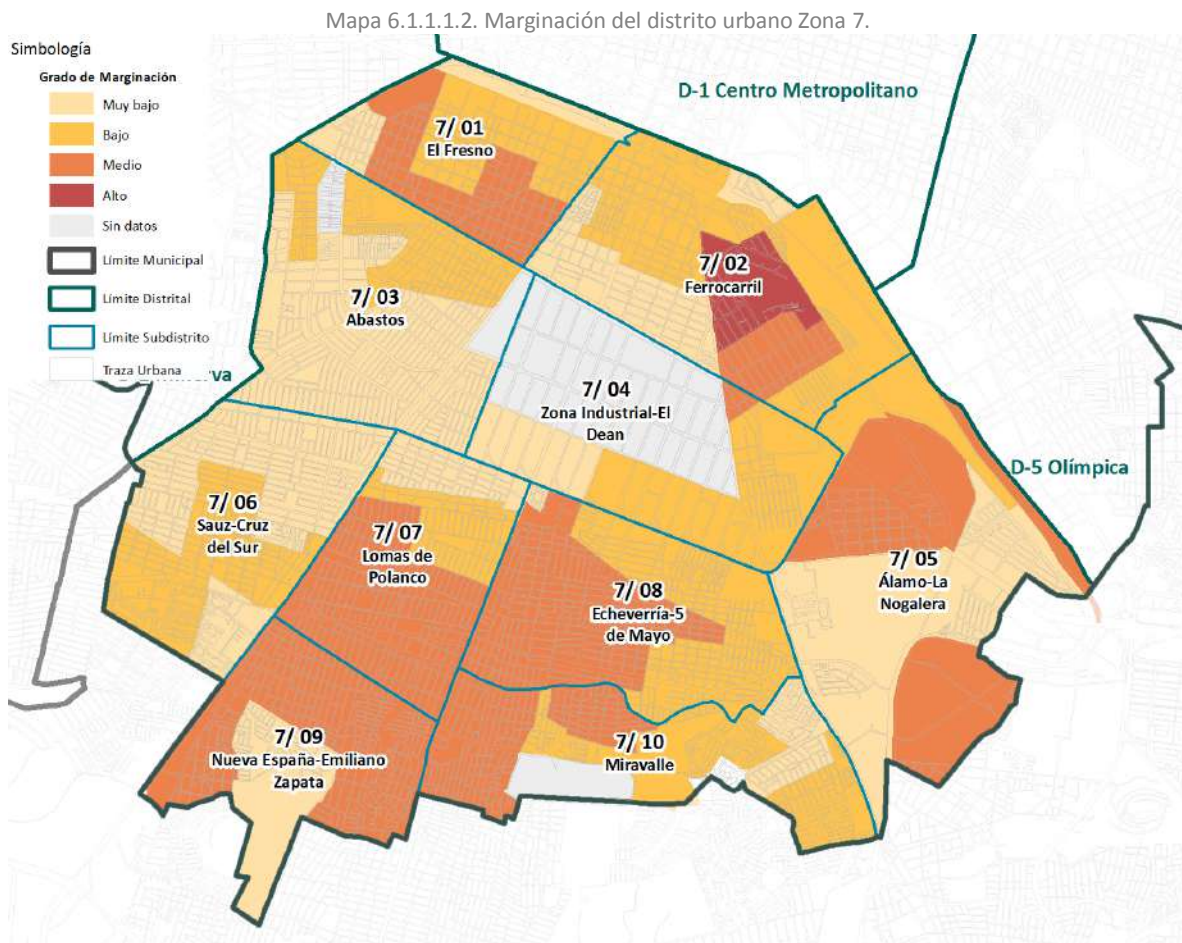 Mapa 6.1.1.1.2. Marginación del distrito urbano Zona 7.
Simbología
Grado de Marginación
Muy bajo
Bajo
Medio
Alto
Sin datos
Límite Municipal
Límite Distrital
Límite Subdistrito
Traza Urbana
D-1 Centro Metropolitano
7/ 01
El Fresno
7/ 02
Ferrocarril
7/ 03
Abastos
7/ 04
Zona Industrial-El
Dean
D-5 Olímpica
7/ 05
Álamo-La
Nogalera
7/ 06
Sauz-Cruz
del Sur
7/ 07
Lomas de
Polanco
7/ 08
Echeverría-5
de Mayo
7/ 09
Nueva España-Emiliano
Zapata
7/ 10
Miravalle